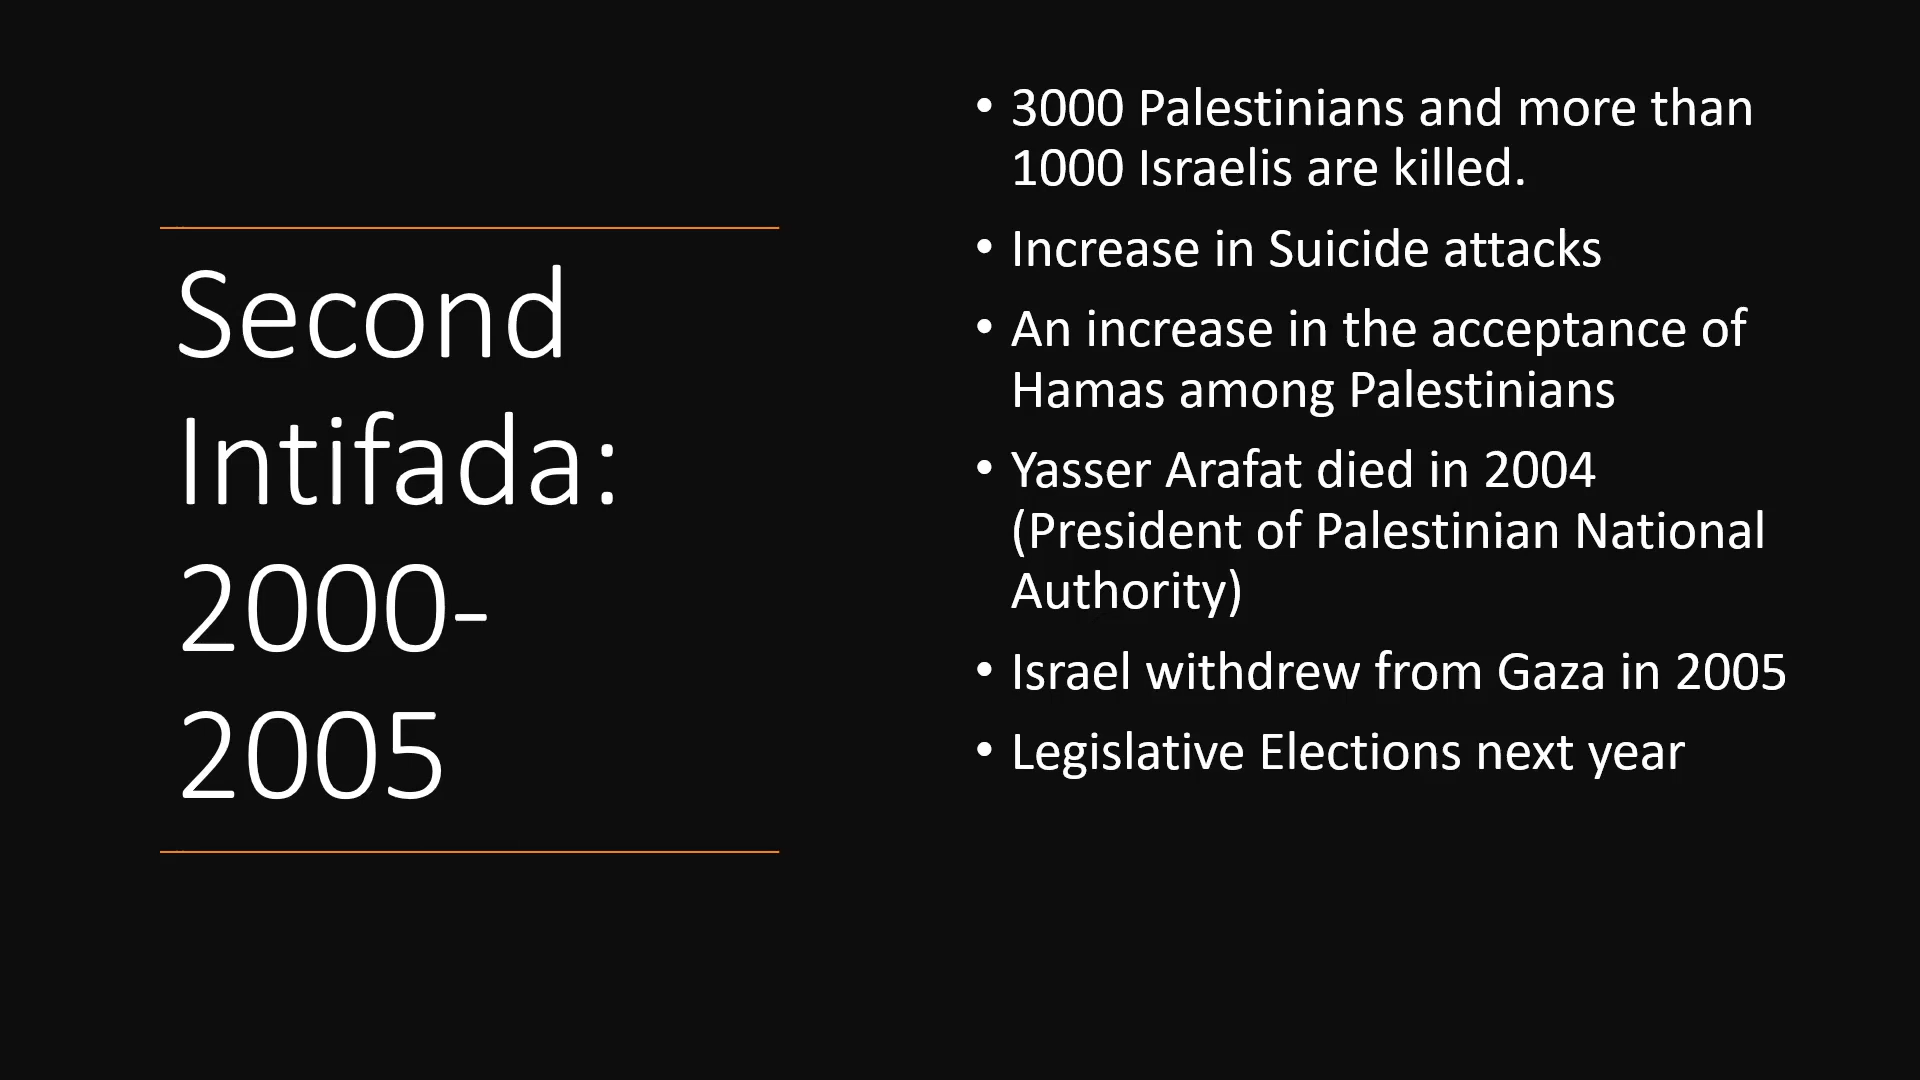 Second
Intifada:
2000-
2005
• 3000 Palestinians and more than
1000 Israelis are killed.
• Increase in Suicide attacks
• An increase in the acceptance of
Hamas among Palestinians
• Yasser Arafat died in 2004
(President of Palestinian National
Authority)
• Israel withdrew from Gaza in 2005
• Legislative Elections next year